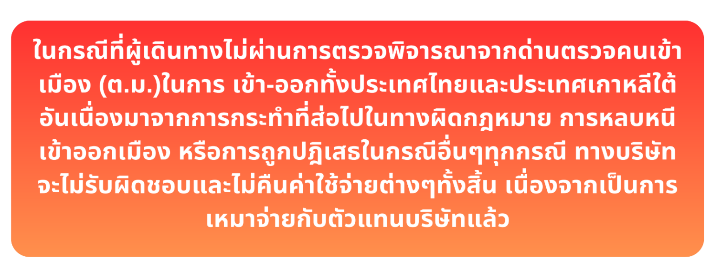 ในกรณีที่ผู้เดินทางไม่ผ่านการตรวจพิจารณาจากด่านตรวจคนเข้า
เมือง (ต.ม.)ในการ เข้า-ออกทั้งประเทศไทยและประเทศเกาหลีใต้
อันเนื่องมาจากการกระทำที่ส่อไปในทางผิดกฎหมาย การหลบหนี
เข้าออกเมือง หรือการถูกปฎิเสธในกรณีอื่นๆทุกกรณี ทางบริษัท
จะไม่รับผิดชอบและไม่คืนค่าใช้จ่ายต่างๆทั้งสิ้น เนื่องจากเป็นการ
เหมาจ่ายกับตัวแทนบริษัทแล้ว